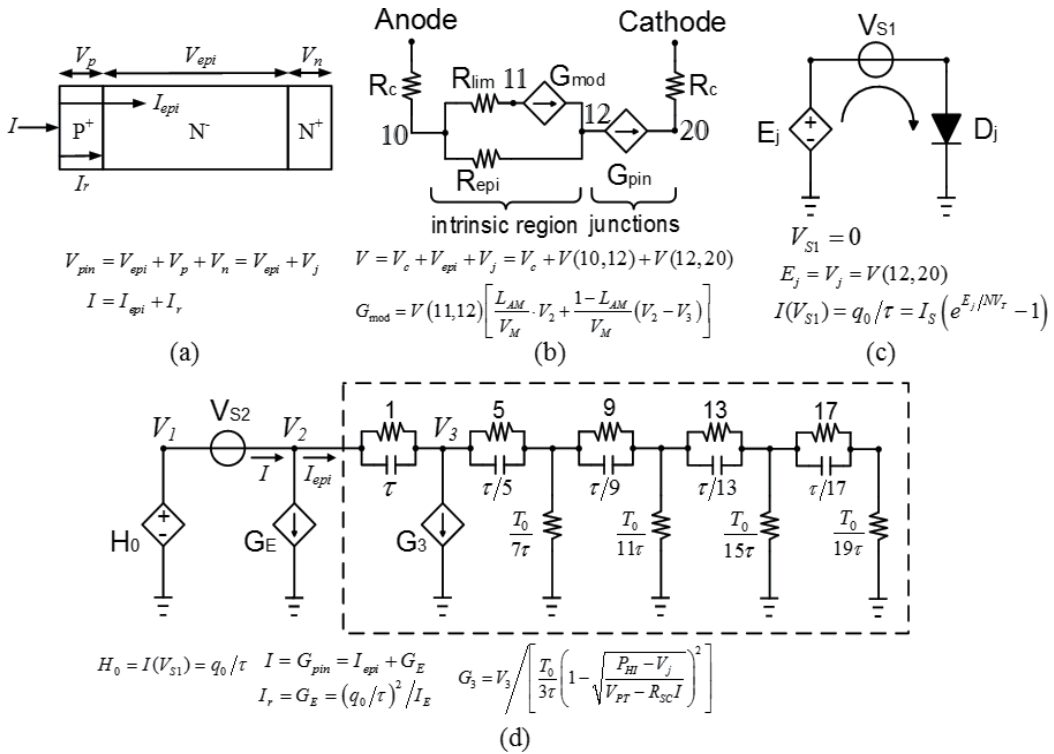 V_p V_epi V_n
I_epi
I P⁺ N⁻ N⁺
I_r
V_pin = V_epi + V_p + V_n = V_epi + V_j
I = I_epi + I_r
(a)
Anode Cathode
R_c R_lim 11 G_mod R_c
10 12 20
R_epi G_pin
intrinsic region junctions
V = V_c + V_epi + V_j = V_c + V(10,12) + V(12,20)
G_mod = V(11,12)[L_AM/V_M · V_2 + (1-L_AM)/V_M (V_2 - V_3)]
(b)
V_S1
E_j D_j
V_S1 = 0
E_j = V_j = V(12,20)
I(V_S1) = q_0/τ = I_S(e^(E_j/NV_T) - 1)
(c)
V_1 V_S2 V_2 1 V_3 5 9 13 17
I I_epi τ τ/5 τ/9 τ/13 τ/17
H_0 G_E G_3 T_0/7τ T_0/11τ T_0/15τ T_0/19τ
H_0 = I(V_S1) = q_0/τ I = G_pin = I_epi + G_E
I_r = G_E = (q_0/τ)²/I_E
G_3 = V_3/[T_0/3τ (1-√((P_HI - V_j)/(V_PT - R_SC I)))²]
(d)